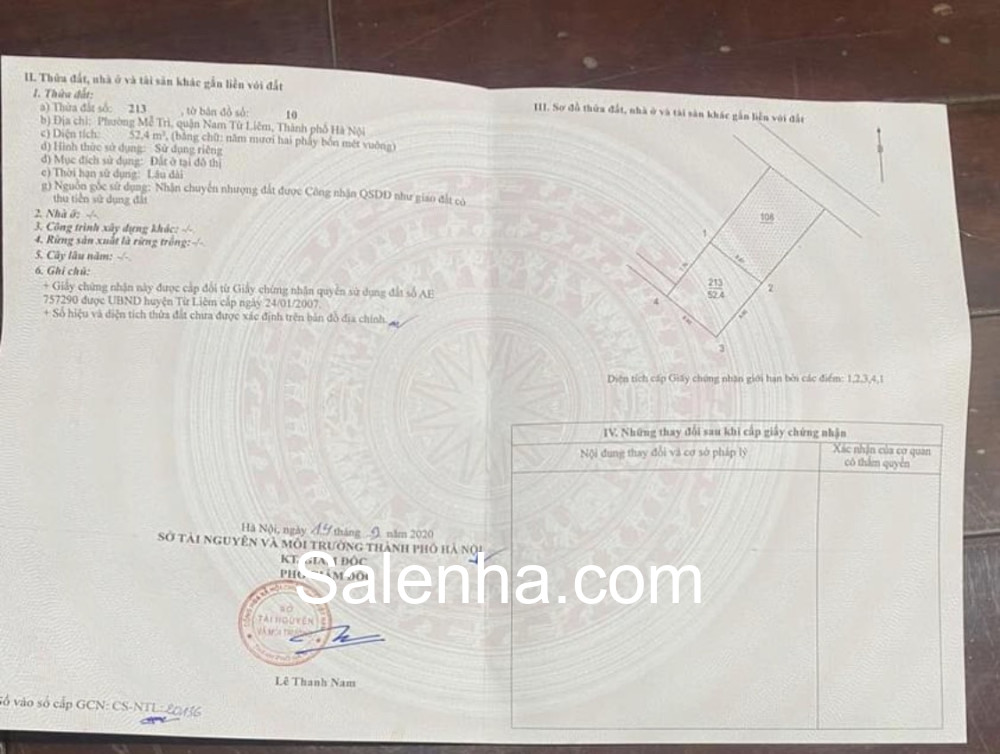 II. Thửa đất, nhà ở và tài sản khác gắn liền với đất
1. Thửa đất:
a) Thửa đất số: 213 , tờ bản đồ số: 10
b) Địa chỉ: Phường Mễ Trì, quận Nam Từ Liêm, Thành phố Hà Nội
c) Diện tích: 52,4 m², (bằng chữ: năm mươi hai phẩy bốn mét vuông)
d) Hình thức sử dụng: Sử dụng riêng
đ) Mục đích sử dụng: Đất ở tại đô thị
e) Thời hạn sử dụng: Lâu dài
g) Nguồn gốc sử dụng: Nhận chuyển nhượng đất được Công nhận QSDĐ như giao đất có
thu tiền sử dụng đất
2. Nhà ở: -/-.
3. Công trình xây dựng khác: -/-.
4. Rừng sản xuất là rừng trồng:-/-.
5. Cây lâu năm: -/-.
6. Ghi chú:
+ Giấy chứng nhận này được cấp đổi từ Giấy chứng nhận quyền sử dụng đất số AE
757290 được UBND huyện Từ Liêm cấp ngày 24/01/2007.
+ Số hiệu và diện tích thửa đất chưa được xác định trên bản đồ địa chính.
Hà Nội, ngày 14 tháng 9 năm 2020
SỞ TÀI NGUYÊN VÀ MÔI TRƯỜNG THÀNH PHỐ HÀ NỘI
KT. GIÁM ĐỐC
PHÓ GIÁM ĐỐC
SỞ
TÀI NGUYÊN
VÀ MÔI TRƯỜNG
Lê Thanh Nam
Số vào sổ cấp GCN: CS-NTL
III. Sơ đồ thửa đất, nhà ở và tài sản khác gắn liền với đất
B
106
1
213
52.4
2
4
3
Diện tích cấp Giấy chứng nhận giới hạn bởi các điểm: 1,2,3,4,1
IV. Những thay đổi sau khi cấp giấy chứng nhận
Nội dung thay đổi và cơ sở pháp lý
Xác nhận của cơ quan
có thẩm quyền
Salenha.com